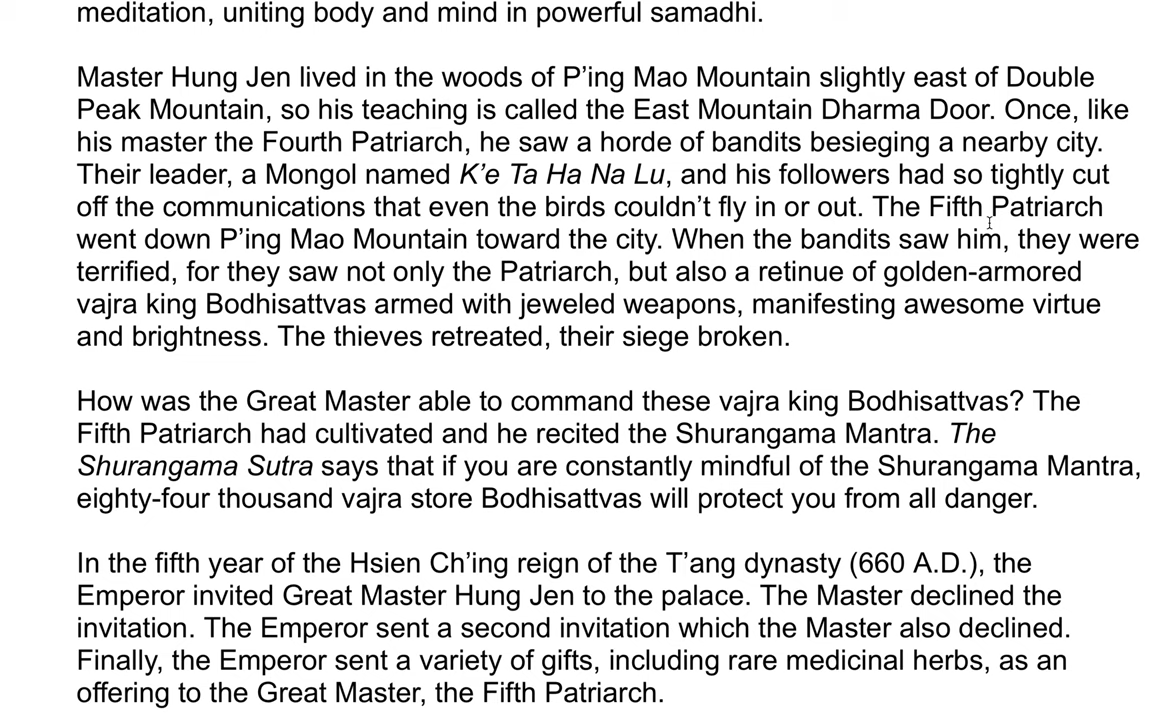 meditation, uniting body and mind in powerful samadhi.
Master Hung Jen lived in the woods of P’ing Mao Mountain slightly east of Double
Peak Mountain, so his teaching is called the East Mountain Dharma Door. Once, like
his master the Fourth Patriarch, he saw a horde of bandits besieging a nearby city.
Their leader, a Mongol named K’e Ta Ha Na Lu, and his followers had so tightly cut
off the communications that even the birds couldn’t fly in or out. The Fifth Patriarch
went down P’ing Mao Mountain toward the city. When the bandits saw him, they were
terrified, for they saw not only the Patriarch, but also a retinue of golden-armored
vajra king Bodhisattvas armed with jeweled weapons, manifesting awesome virtue
and brightness. The thieves retreated, their siege broken.
How was the Great Master able to command these vajra king Bodhisattvas? The
Fifth Patriarch had cultivated and he recited the Shurangama Mantra. The
Shurangama Sutra says that if you are constantly mindful of the Shurangama Mantra,
eighty-four thousand vajra store Bodhisattvas will protect you from all danger.
In the fifth year of the Hsien Ch’ing reign of the T’ang dynasty (660 A.D.), the
Emperor invited Great Master Hung Jen to the palace. The Master declined the
invitation. The Emperor sent a second invitation which the Master also declined.
Finally, the Emperor sent a variety of gifts, including rare medicinal herbs, as an
offering to the Great Master, the Fifth Patriarch.